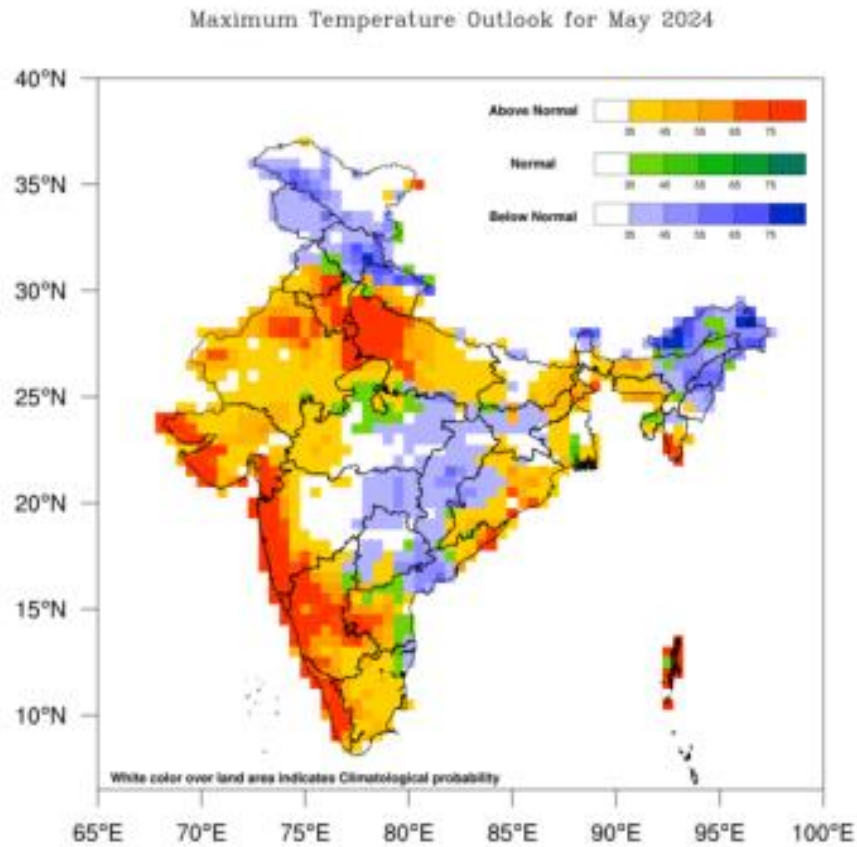 Maximum Temperature Outlook for May 2024
40°N
35°N
30°N
25°N
20°N
15°N
10°N
Above Normal
35 45 55 65 75
Normal
35 45 55 65 75
Below Normal
35 45 55 65 75
White color over land area indicates Climatological probability
65°E 70°E 75°E 80°E 85°E 90°E 95°E 100°E